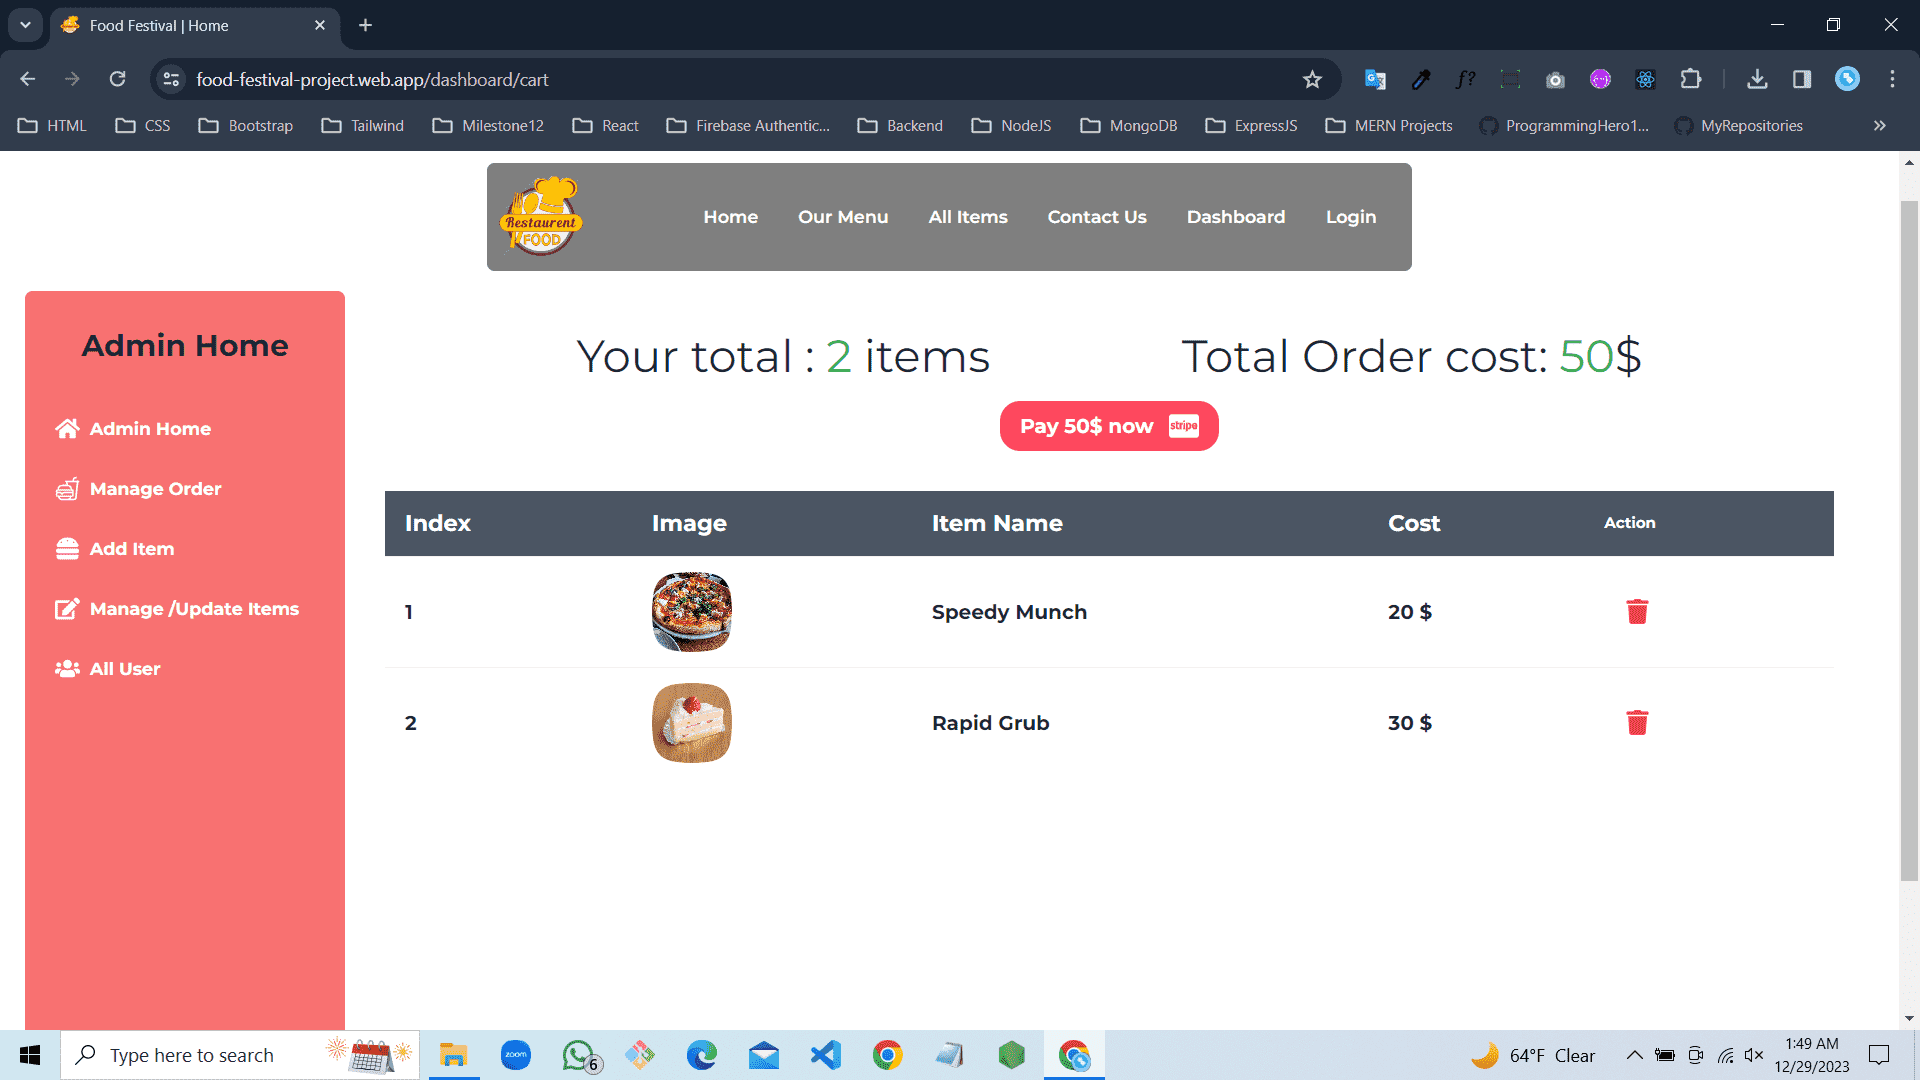 Food Festival | Home
food-festival-project.web.app/dashboard/cart
HTML CSS Bootstrap Tailwind Milestone12 React Firebase Authentic... Backend NodeJS MongoDB ExpressJS MERN Projects ProgrammingHero1... MyRepositories
Restaurent
FOOD
Home Our Menu All Items Contact Us Dashboard Login
Admin Home
Admin Home
Manage Order
Add Item
Manage /Update Items
All User
Your total : 2 items Total Order cost: 50$
Pay 50$ now stripe
Index Image Item Name Cost Action
1 Speedy Munch 20 $
2 Rapid Grub 30 $
Type here to search
zoom
6
64°F Clear
1:49 AM
12/29/2023